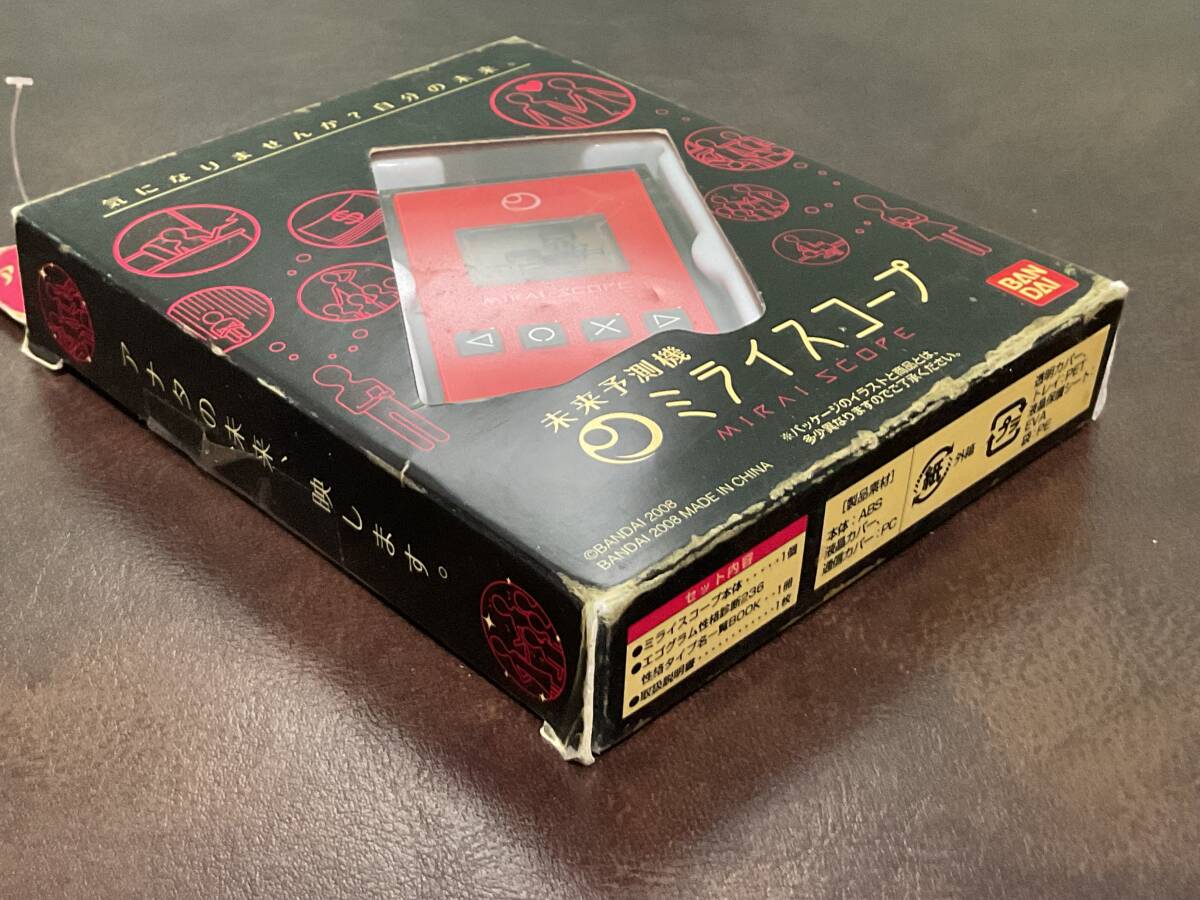 気になりませんか?自分の未来。
MIRAI SCOPE
未来予測機
ミライスコープ
MIRAI SCOPE
BAN
DAI
※パッケージのイラストと商品とは、
多少異なりますのでご了承ください。
©BANDAI 2008
BANDAI 2008 MADE IN CHINA
アナタの未来、映します。
セット内容
●ミライスコープ本体・・・・・1個
●エゴグラム性格診断236
性格タイプ名一覧BOOK・・1冊
●取扱説明書・・・・・・・・・・1枚
[製品素材]
本体:ABS
液晶カバー、
通信カバー:PC
透明カバー、
トレイ:PET
液晶保護シート:
EVA、
PE
紙
外箱
プラ
袋